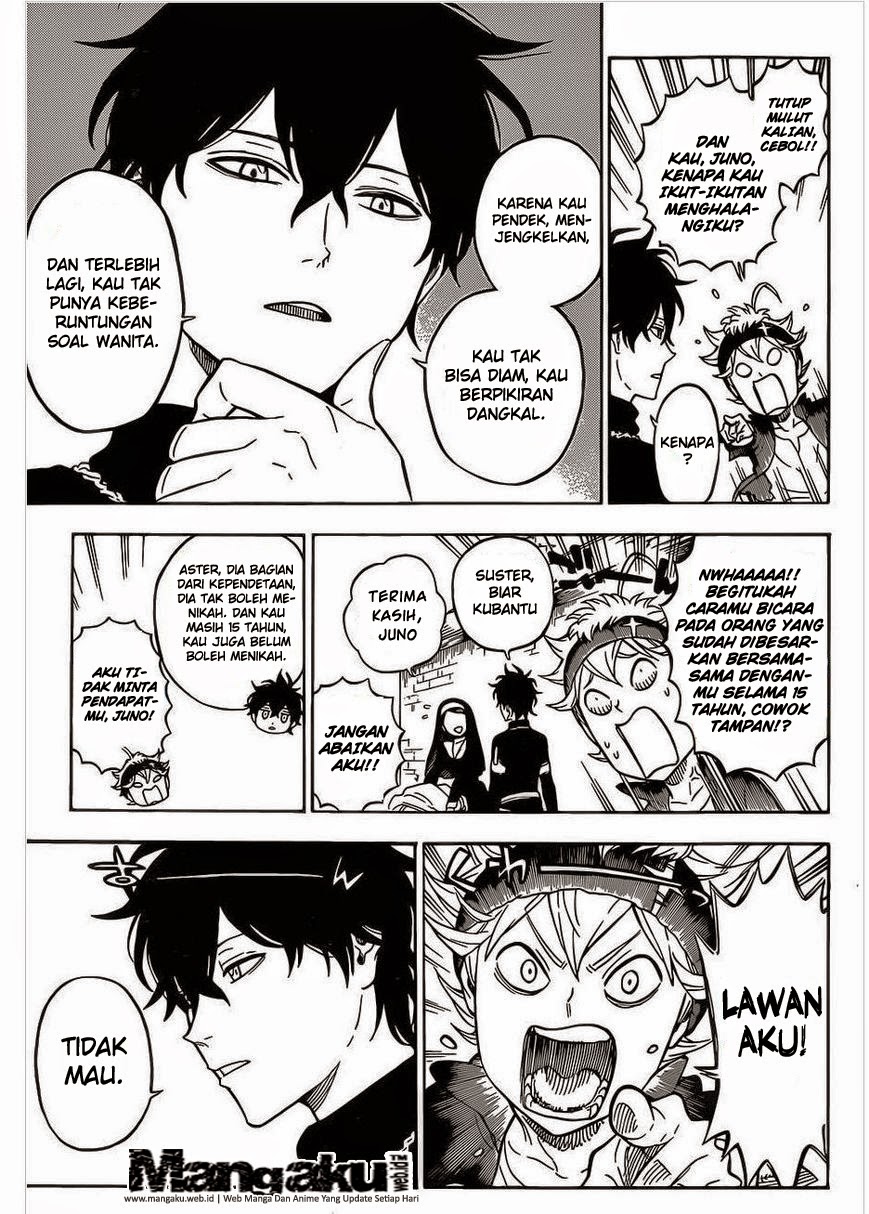 TUTUP
MULUT
KALIAN,
CEBOL!!
DAN
KAU, JUNO,
KENAPA KAU
IKUT-IKUTAN
MENGHALA-
NGIKU?
KENAPA
?
KARENA KAU
PENDEK, MEN-
JENGKELKAN,
KAU TAK
BISA DIAM, KAU
BERPIKIRAN
DANGKAL.
DAN TERLEBIH
LAGI, KAU TAK
PUNYA KEBE-
RUNTUNGAN
SOAL WANITA.
NWHAAAAA!!
BEGITUKAH
CARAMU BICARA
PADA ORANG YANG
SUDAH DIBESAR-
KAN BERSAMA-
SAMA DENGAN-
MU SELAMA 15
TAHUN, COWOK
TAMPAN!?
SUSTER,
BIAR
KUBANTU
TERIMA
KASIH,
JUNO
JANGAN
ABAIKAN
AKU!!
ASTER, DIA BAGIAN
DARI KEPENDETAAN,
DIA TAK BOLEH ME-
NIKAH. DAN KAU
MASIH 15 TAHUN,
KAU JUGA BELUM
BOLEH MENIKAH.
AKU TI-
DAK MINTA
PENDAPAT-
MU, JUNO!
LAWAN
AKU!
TIDAK
MAU.
Mangaku
web.id
www.mangaku.web.id | Web Manga Dan Anime Yang Update Setiap Hari